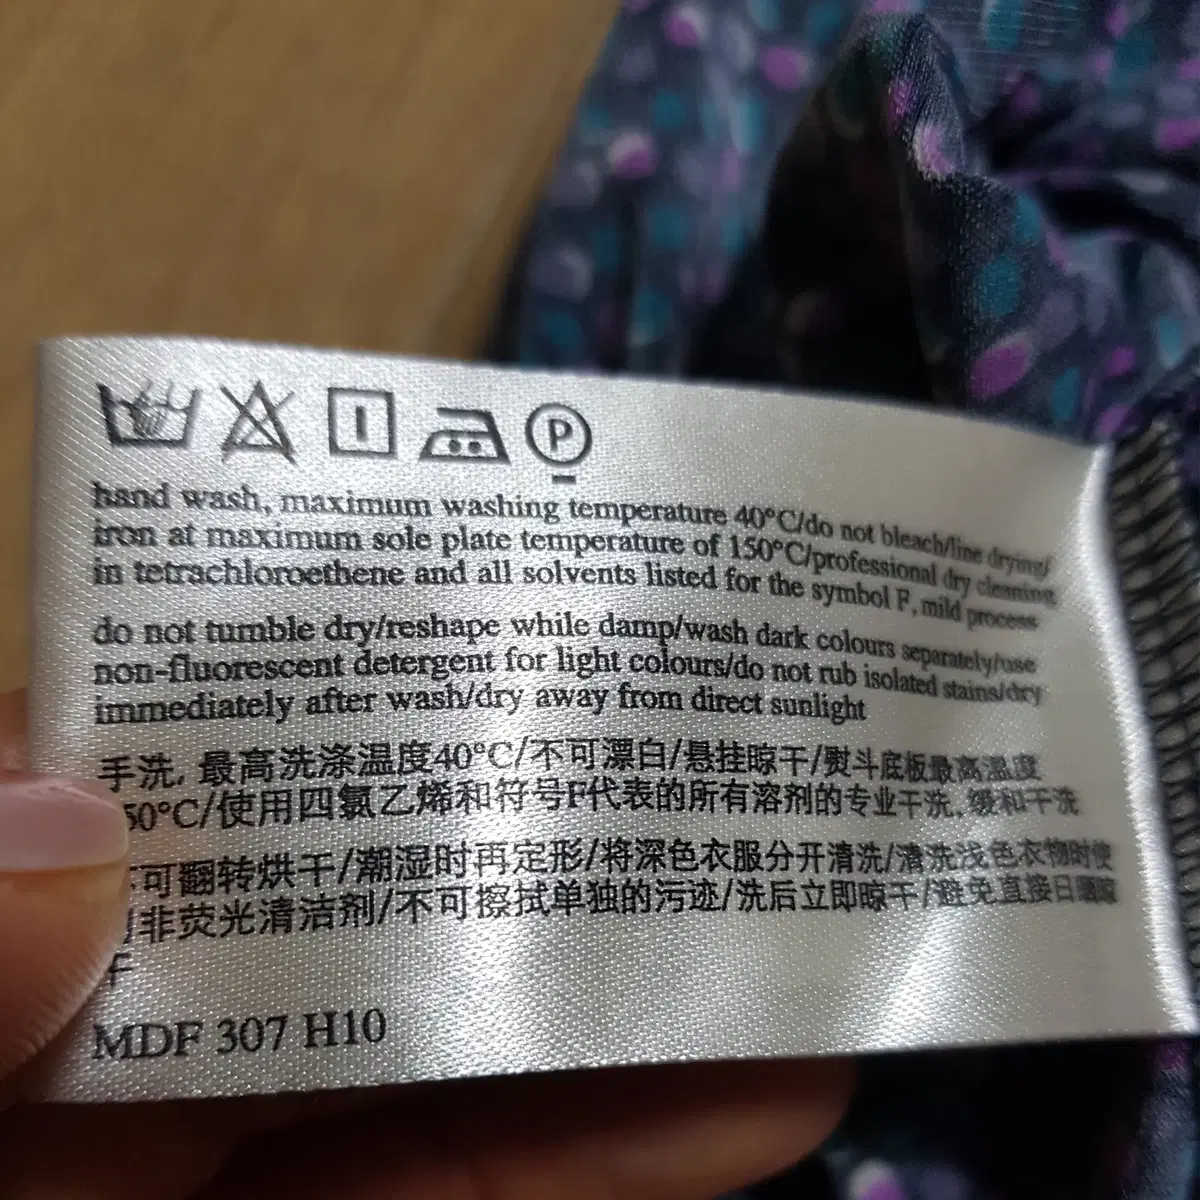 P
hand wash, maximum washing temperature 40°C/do not bleach/line drying/
iron at maximum sole plate temperature of 150°C/professional dry cleaning
in tetrachloroethene and all solvents listed for the symbol F, mild process
do not tumble dry/reshape while damp/wash dark colours separately/use
non-fluorescent detergent for light colours/do not rub isolated stains/dry
immediately after wash/dry away from direct sunlight
手洗, 最高洗涤温度40°C/不可漂白/悬挂晾干/熨斗底板最高温度
50°C/使用四氯乙烯和符号F代表的所有溶剂的专业干洗, 缓和干洗
可翻转烘干/潮湿时再定形/将深色衣服分开清洗/清洗浅色衣物时使
非荧光清洁剂/不可擦拭单独的污迹/洗后立即晾干/避免直接日晒晾
干
MDF 307 H10